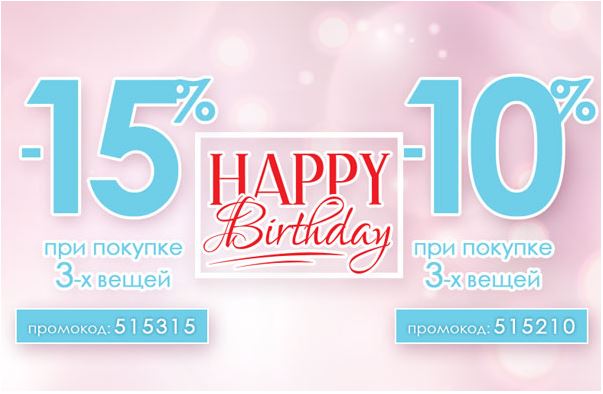 -15%
при покупке
3-х вещей
промокод: 515315
HAPPY
Birthday
-10%
при покупке
3-х вещей
промокод: 515210